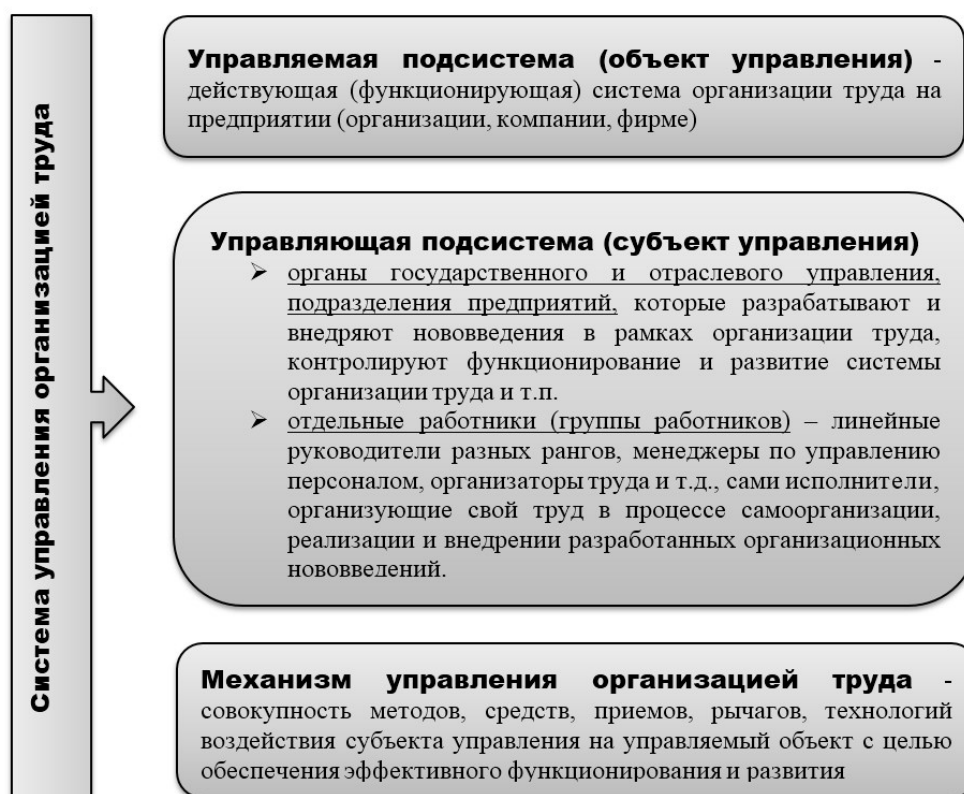 Система управления организацией труда
Управляемая подсистема (объект управления) -
действующая (функционирующая) система организации труда на
предприятии (организации, компании, фирме)
Управляющая подсистема (субъект управления)
➢ органы государственного и отраслевого управления,
подразделения предприятий, которые разрабатывают и
внедряют нововведения в рамках организации труда,
контролируют функционирование и развитие системы
организации труда и т.п.
➢ отдельные работники (группы работников) – линейные
руководители разных рангов, менеджеры по управлению
персоналом, организаторы труда и т.д., сами исполнители,
организующие свой труд в процессе самоорганизации,
реализации и внедрении разработанных организационных
нововведений.
Механизм управления организацией труда -
совокупность методов, средств, приемов, рычагов, технологий
воздействия субъекта управления на управляемый объект с целью
обеспечения эффективного функционирования и развития